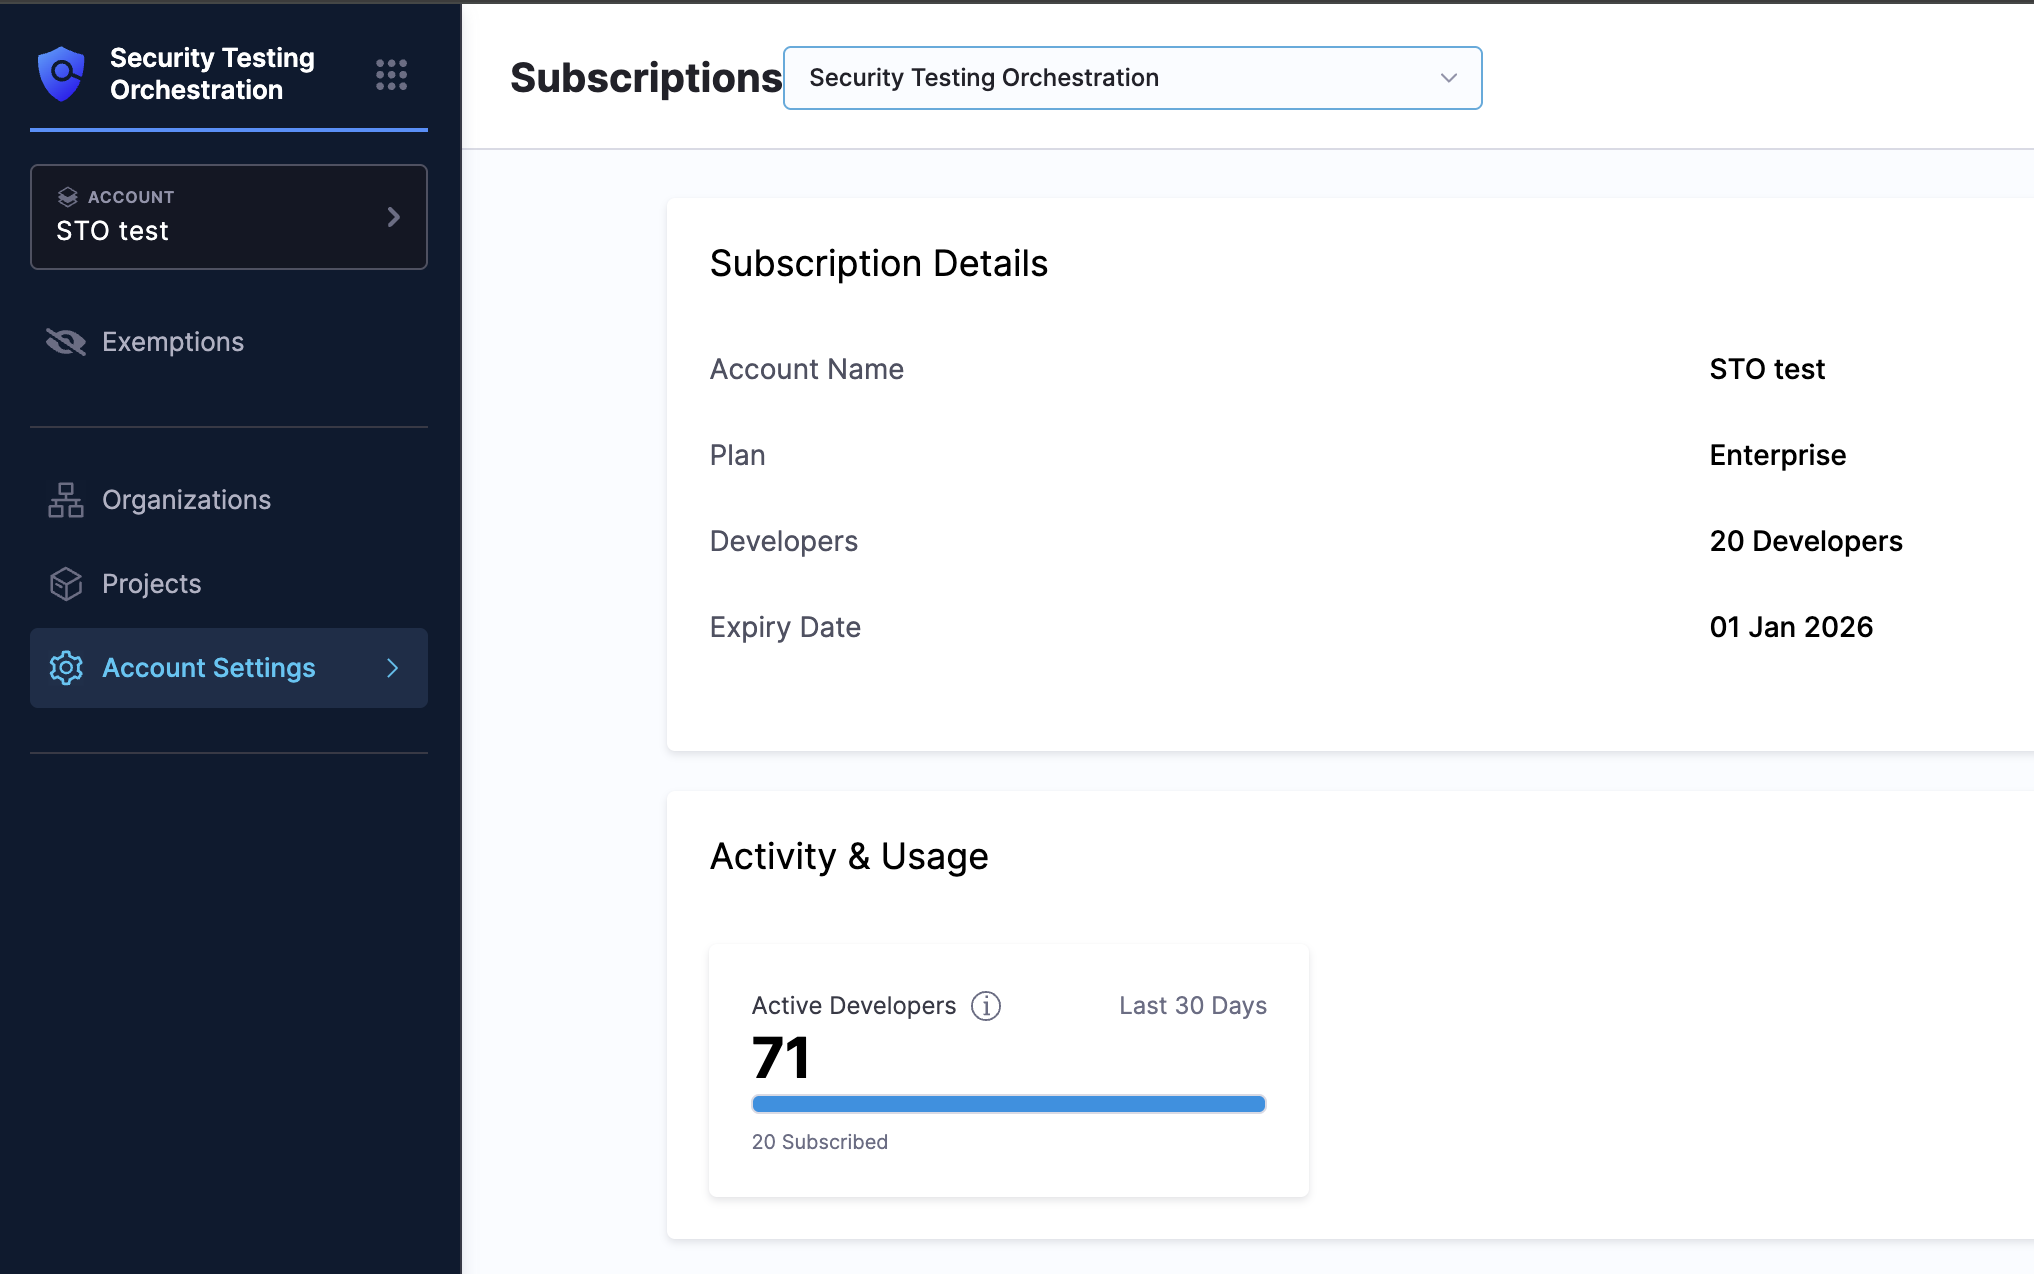 Security Testing
Orchestration
ACCOUNT
STO test
Exemptions
Organizations
Projects
Account Settings
Subscriptions
Security Testing Orchestration
Subscription Details
Account Name
STO test
Plan
Enterprise
Developers
20 Developers
Expiry Date
01 Jan 2026
Activity & Usage
Active Developers
Last 30 Days
71
20 Subscribed